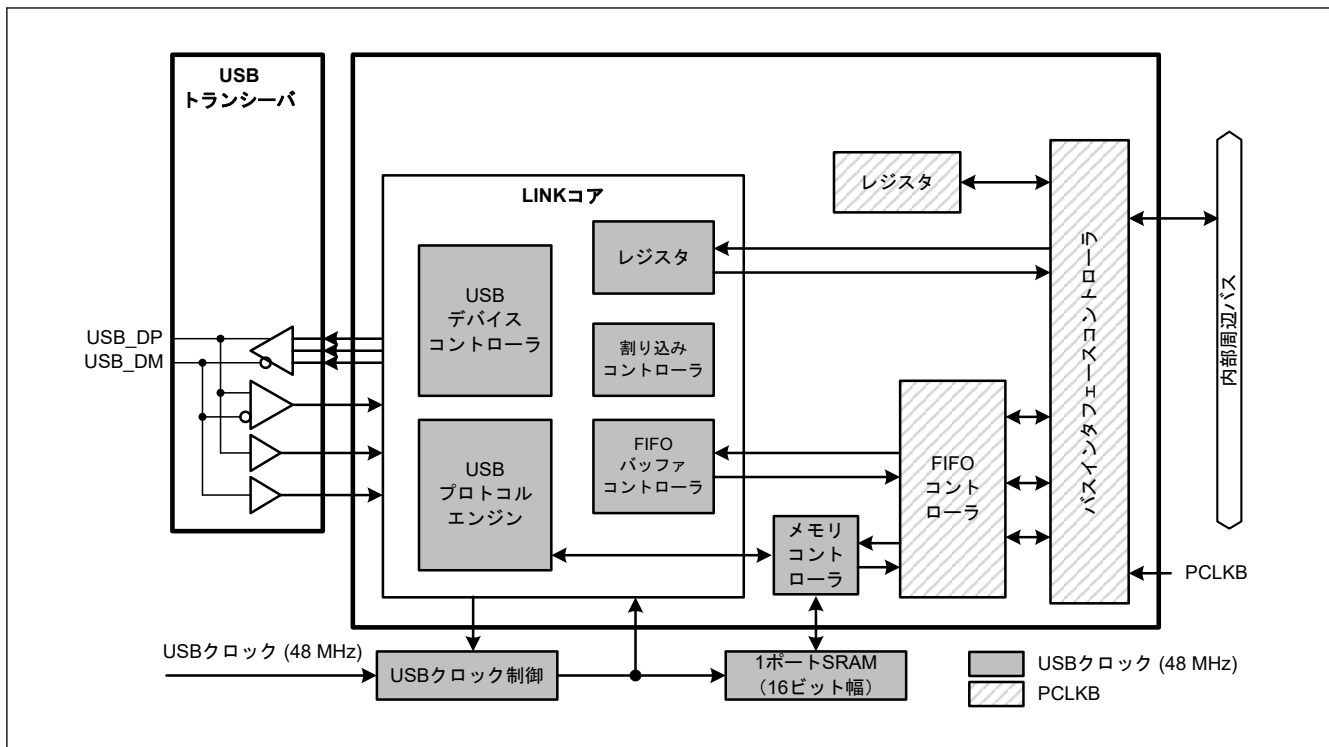 USB
トランシーバ
LINKコア
レジスタ
レジスタ
USB
デバイス
コントローラ
割り込み
コントローラ
USB_DP
USB_DM
USB
プロトコル
エンジン
FIFO
バッファ
コントローラ
メモリ
コント
ローラ
FIFO
コント
ローラ
バスインタフェースコントローラ
内部周辺バス
PCLKB
USBクロック (48 MHz)
USBクロック制御
1ポートSRAM
（16ビット幅）
USBクロック (48 MHz)
PCLKB